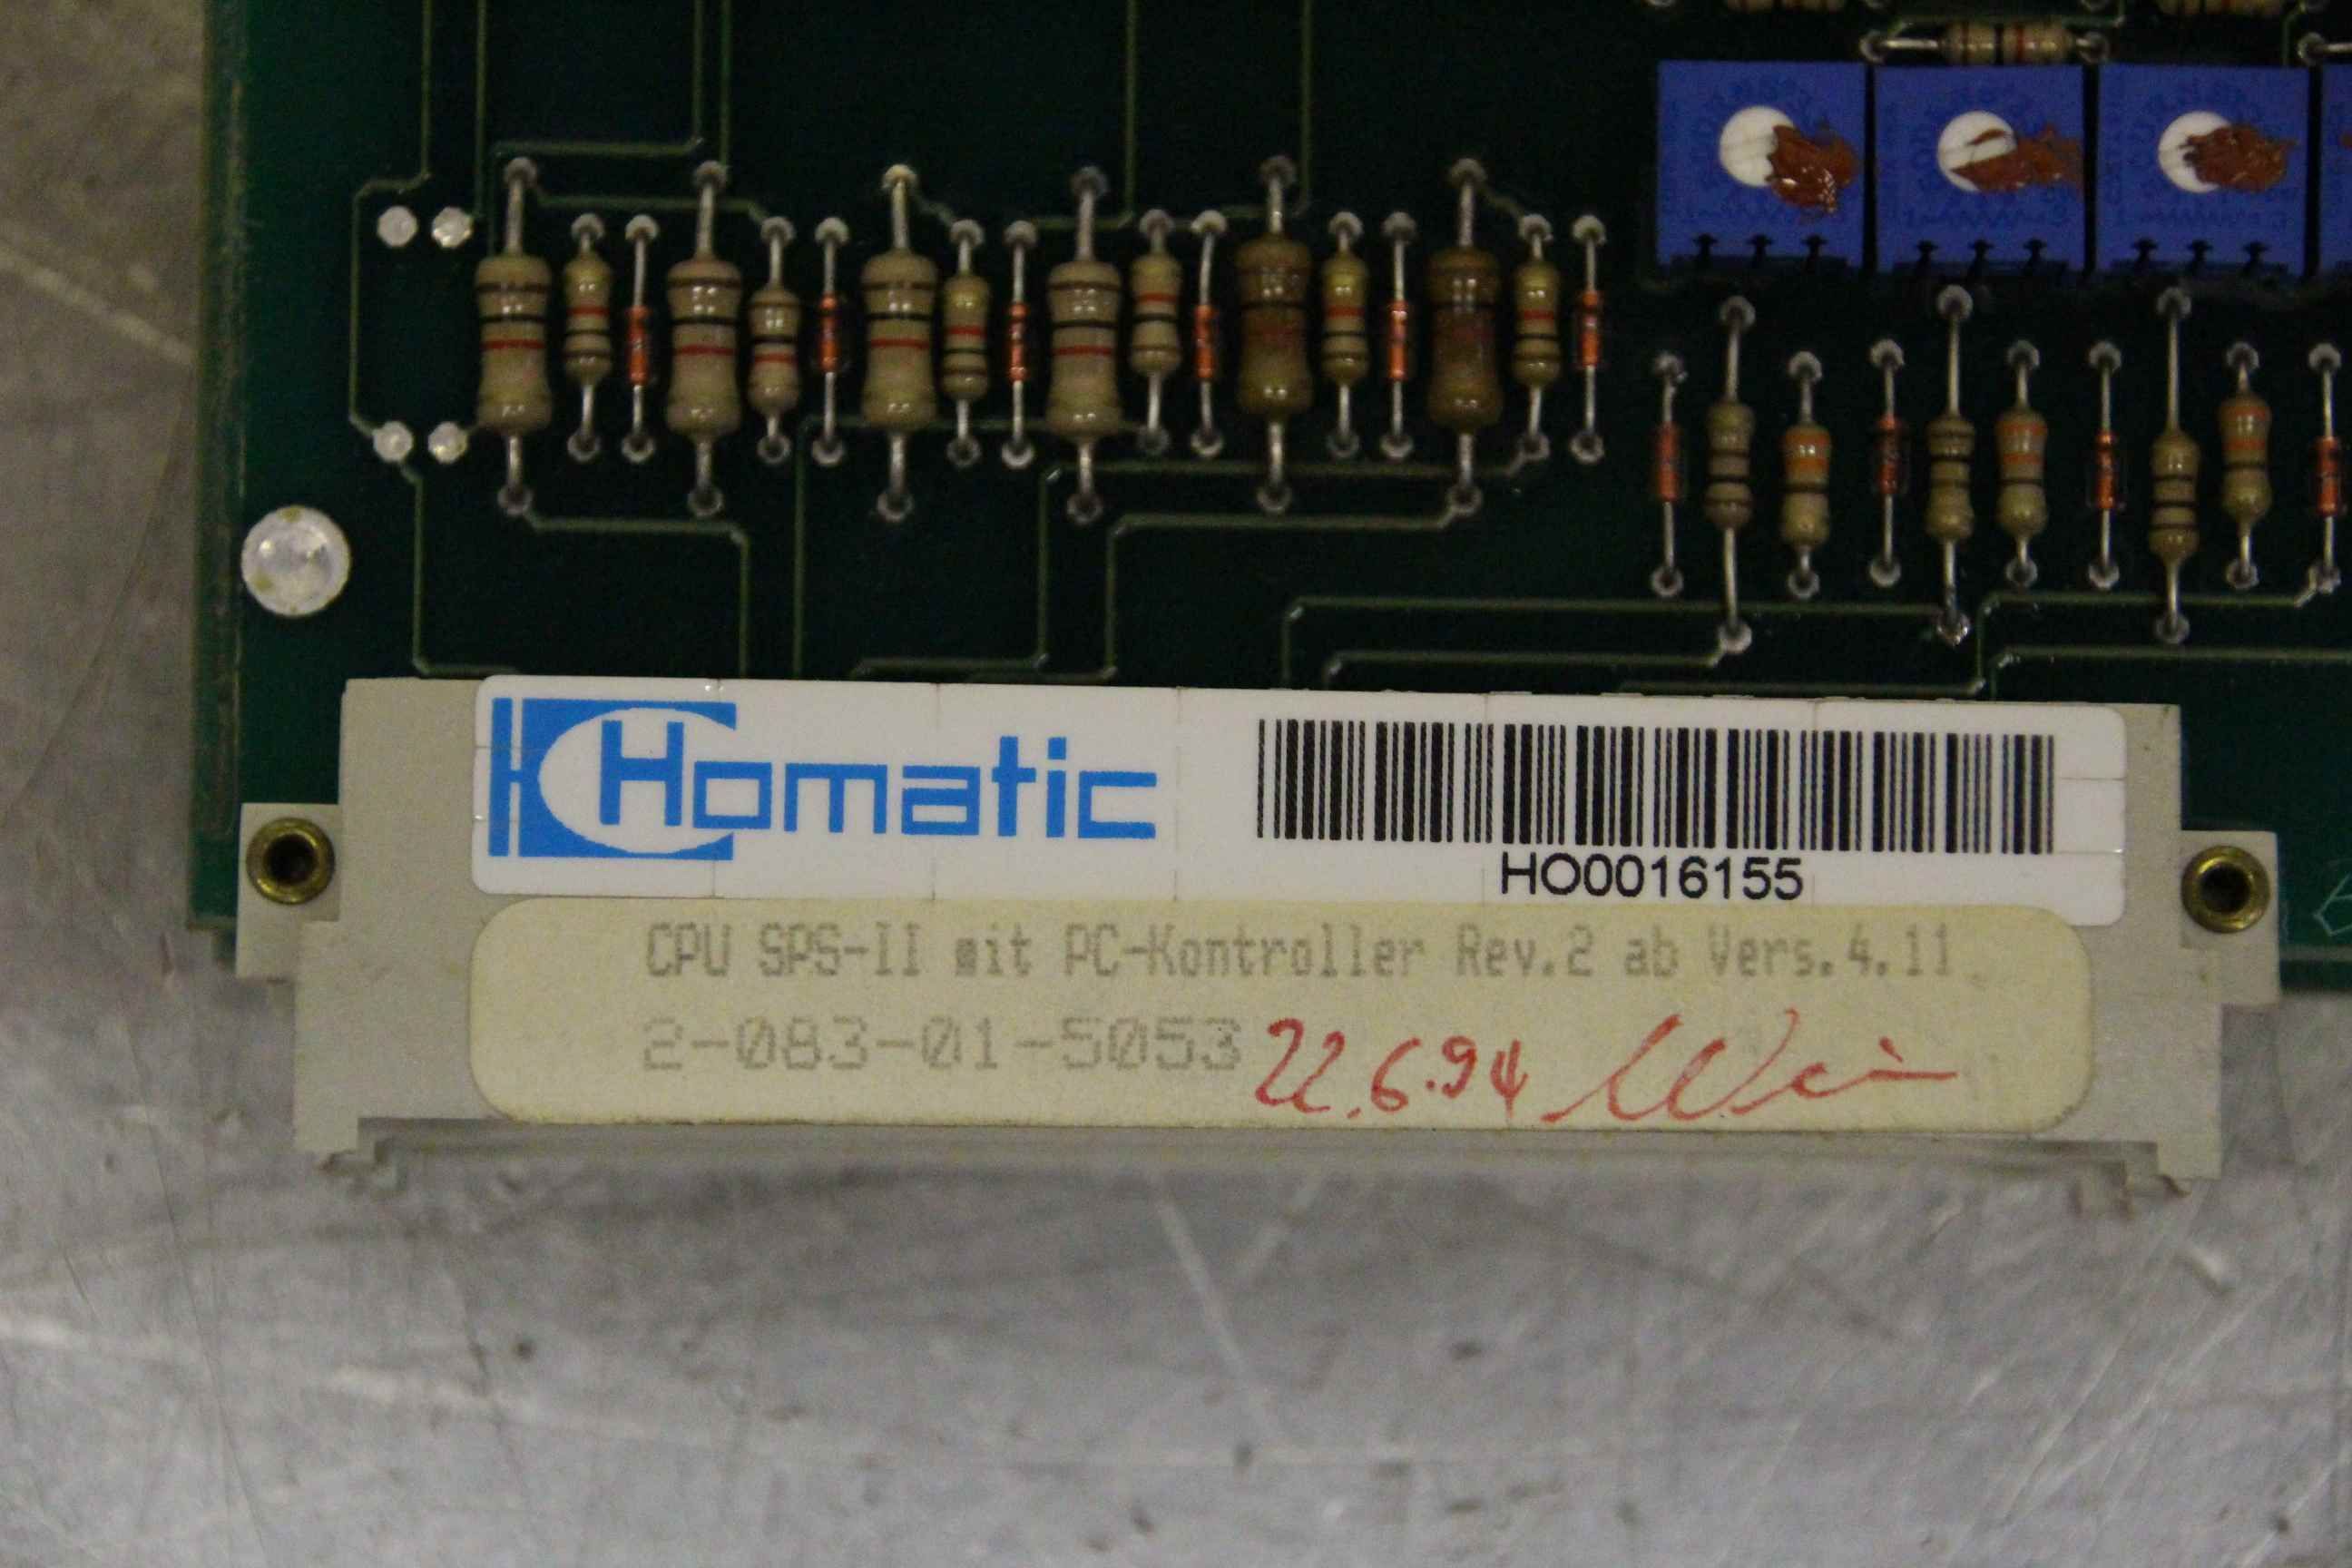 Homatic
HO0016155
CPU SPS-II mit PC-Kontroller Rev.2 ab Vers.4.11
2-083-01-5053 22.6.94